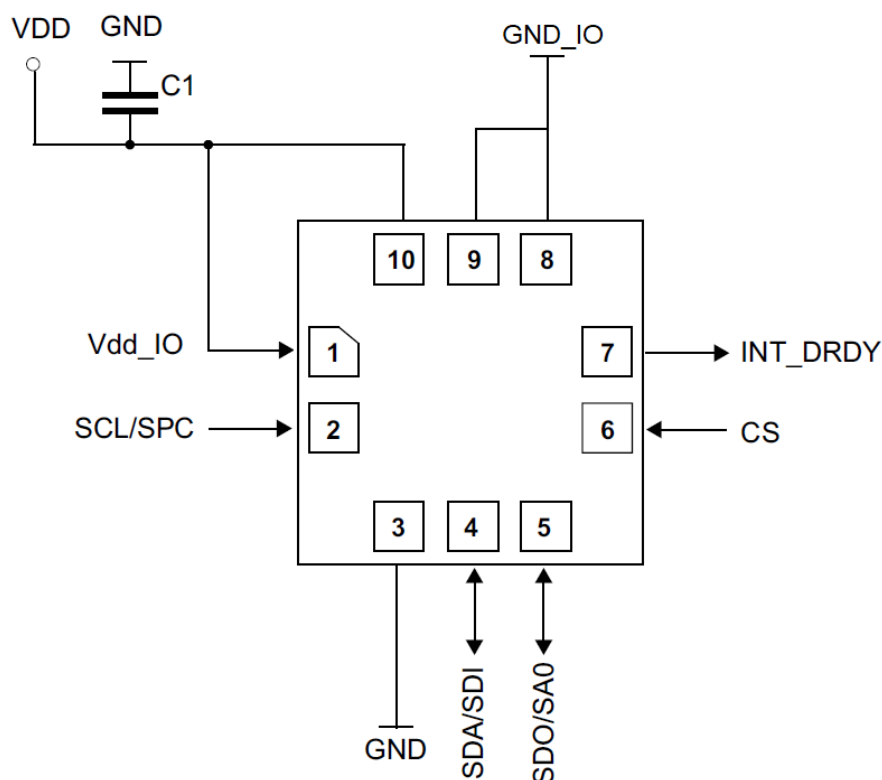 VDD
GND
GND_IO
C1
10
9
8
Vdd_IO
1
7
INT_DRDY
SCL/SPC
2
6
CS
3
4
5
GND
SDA/SDI
SDO/SA0